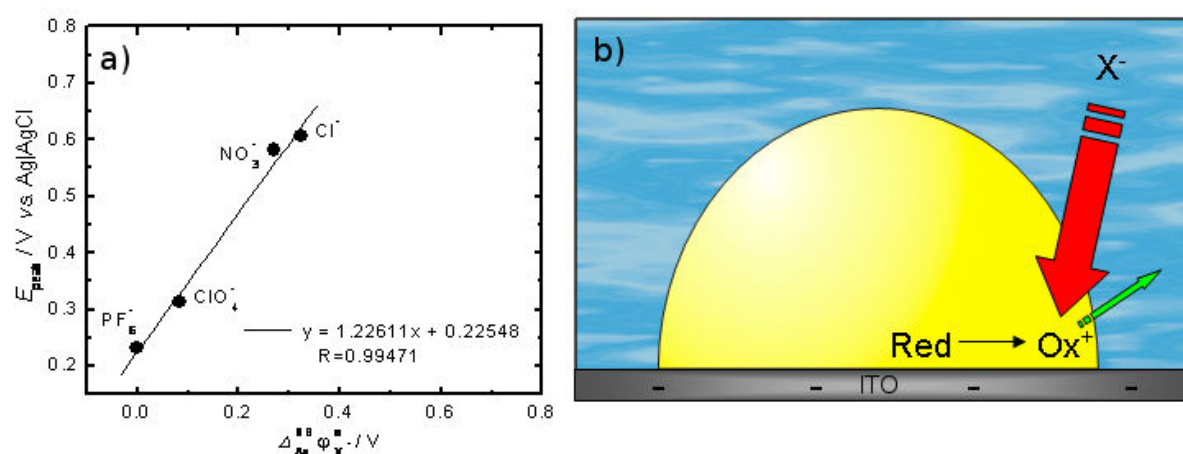 a)
E_peak / V vs Ag|AgCl
0.8
0.7
0.6
0.5
0.4
0.3
0.2
NO₃⁻
Cl⁻
PF₆⁻
ClO₄⁻
y = 1.22611x + 0.22548
R=0.99471
0.0 0.2 0.4 0.6 0.8
/ V
b)
X⁻
Red Ox⁺
- - ITO - -